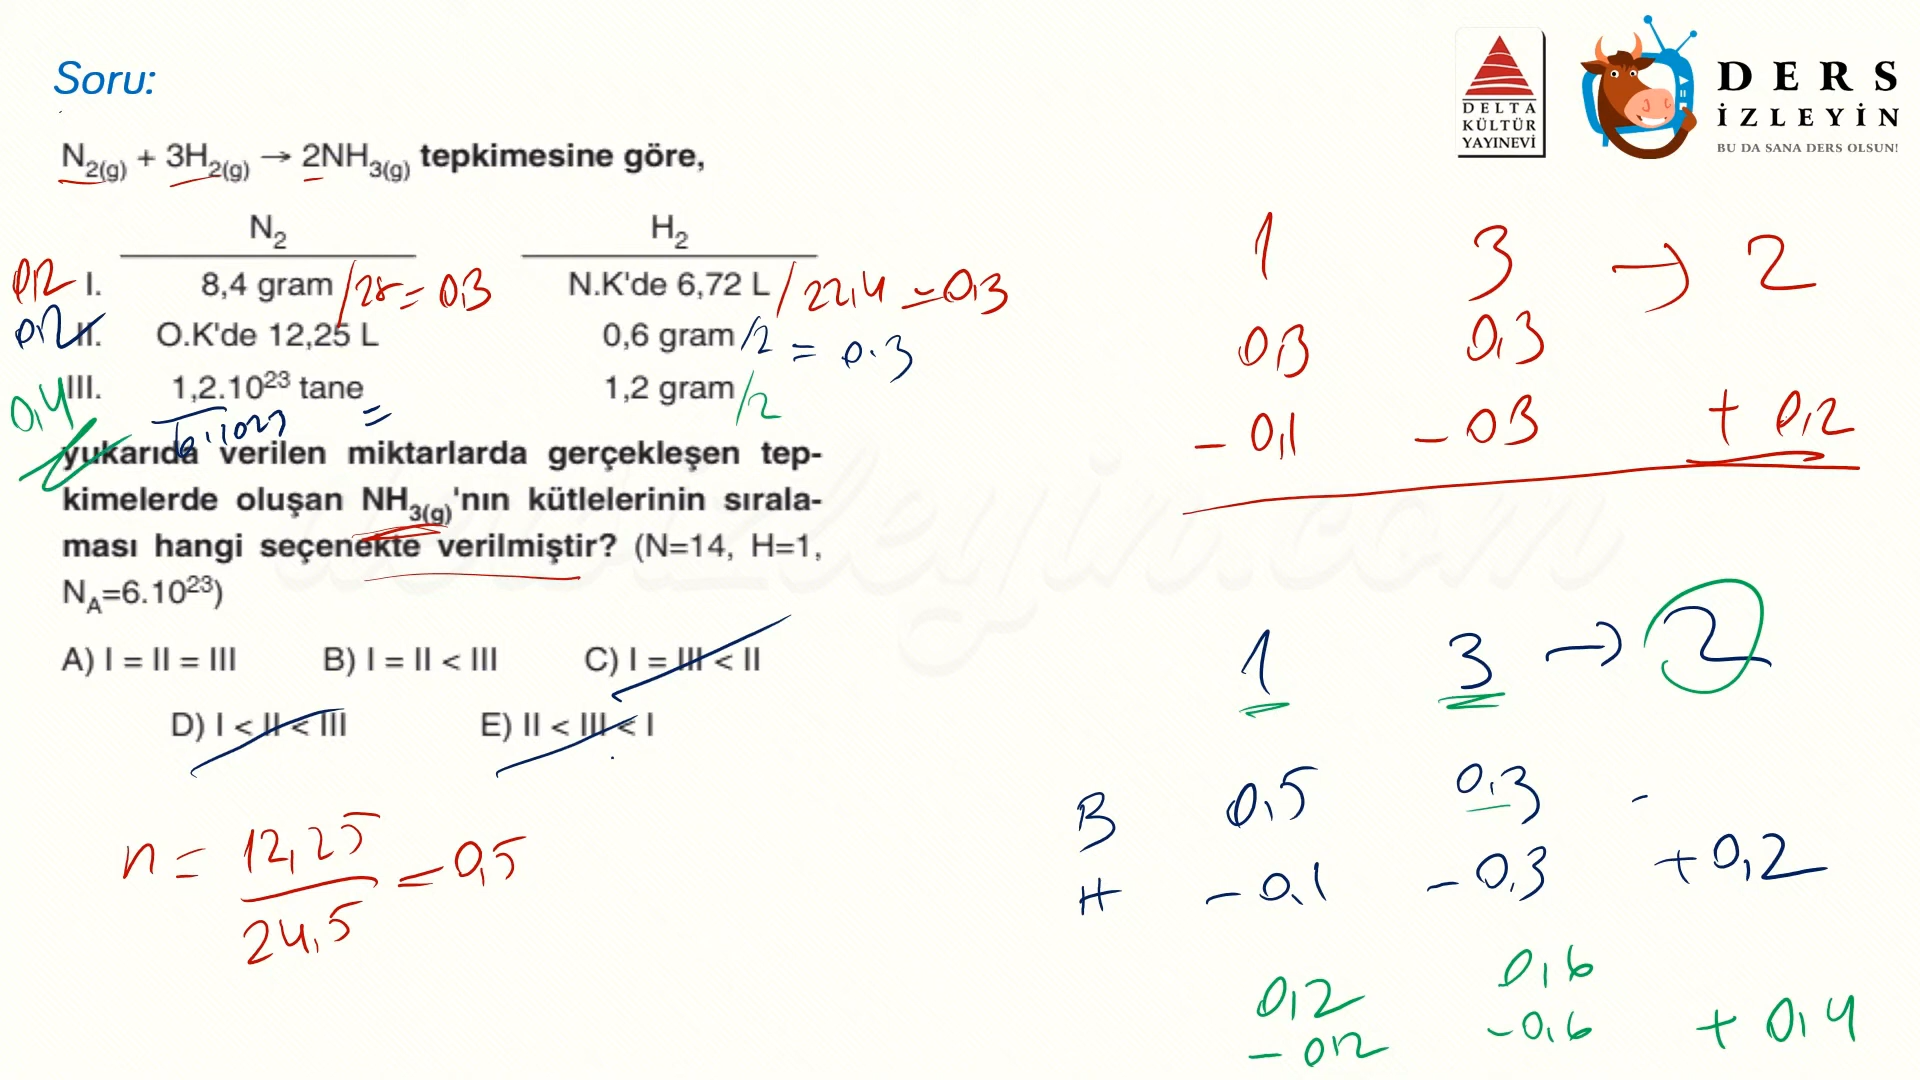 Soru:
DELTA
KÜLTÜR
YAYINEVİ
DERS
İZLEYİN
BU DA SANA DERS OLSUN!
N2(g) + 3H2(g) → 2NH3(g) tepkimesine göre,
N2 H2
0,2 I. 8,4 gram /28 = 0,3 N.K'de 6,72 L /22,4 = 0,3
0,2 II. O.K'de 12,25 L 0,6 gram /2 = 0.3
0,4 III. 1,2.10²³ tane = 1,2 gram /2
6.10²³
yukarıda verilen miktarlarda gerçekleşen tep-
kimelerde oluşan NH3(g)'nın kütlelerinin sırala-
ması hangi seçenekte verilmiştir? (N=14, H=1,
NA=6.10²³)
A) I = II = III B) I = II < III C) I = III < II
D) I < II < III E) II < III < I
n = 12,25 / 24,5 = 0,5
1 3 → 2
0,3 0,3
- 0,1 - 0,3 + 0,2
dersizleyin.com
1 3 → 2
B 0,5 0,3 -
H - 0,1 - 0,3 + 0,2
0,2 0,6
- 0,2 - 0,6 + 0,4